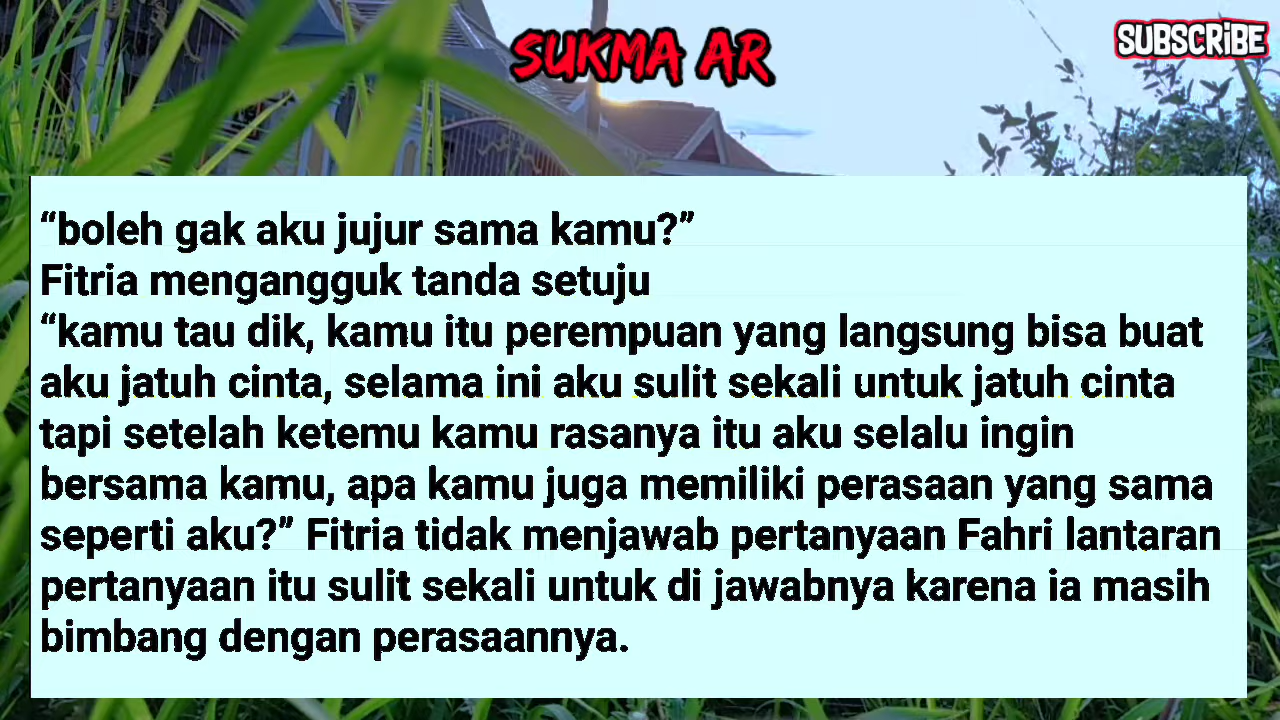 SUKMA AR
SUBSCRiBE
“boleh gak aku jujur sama kamu?”
Fitria mengangguk tanda setuju
“kamu tau dik, kamu itu perempuan yang langsung bisa buat
aku jatuh cinta, selama ini aku sulit sekali untuk jatuh cinta
tapi setelah ketemu kamu rasanya itu aku selalu ingin
bersama kamu, apa kamu juga memiliki perasaan yang sama
seperti aku?” Fitria tidak menjawab pertanyaan Fahri lantaran
pertanyaan itu sulit sekali untuk di jawabnya karena ia masih
bimbang dengan perasaannya.